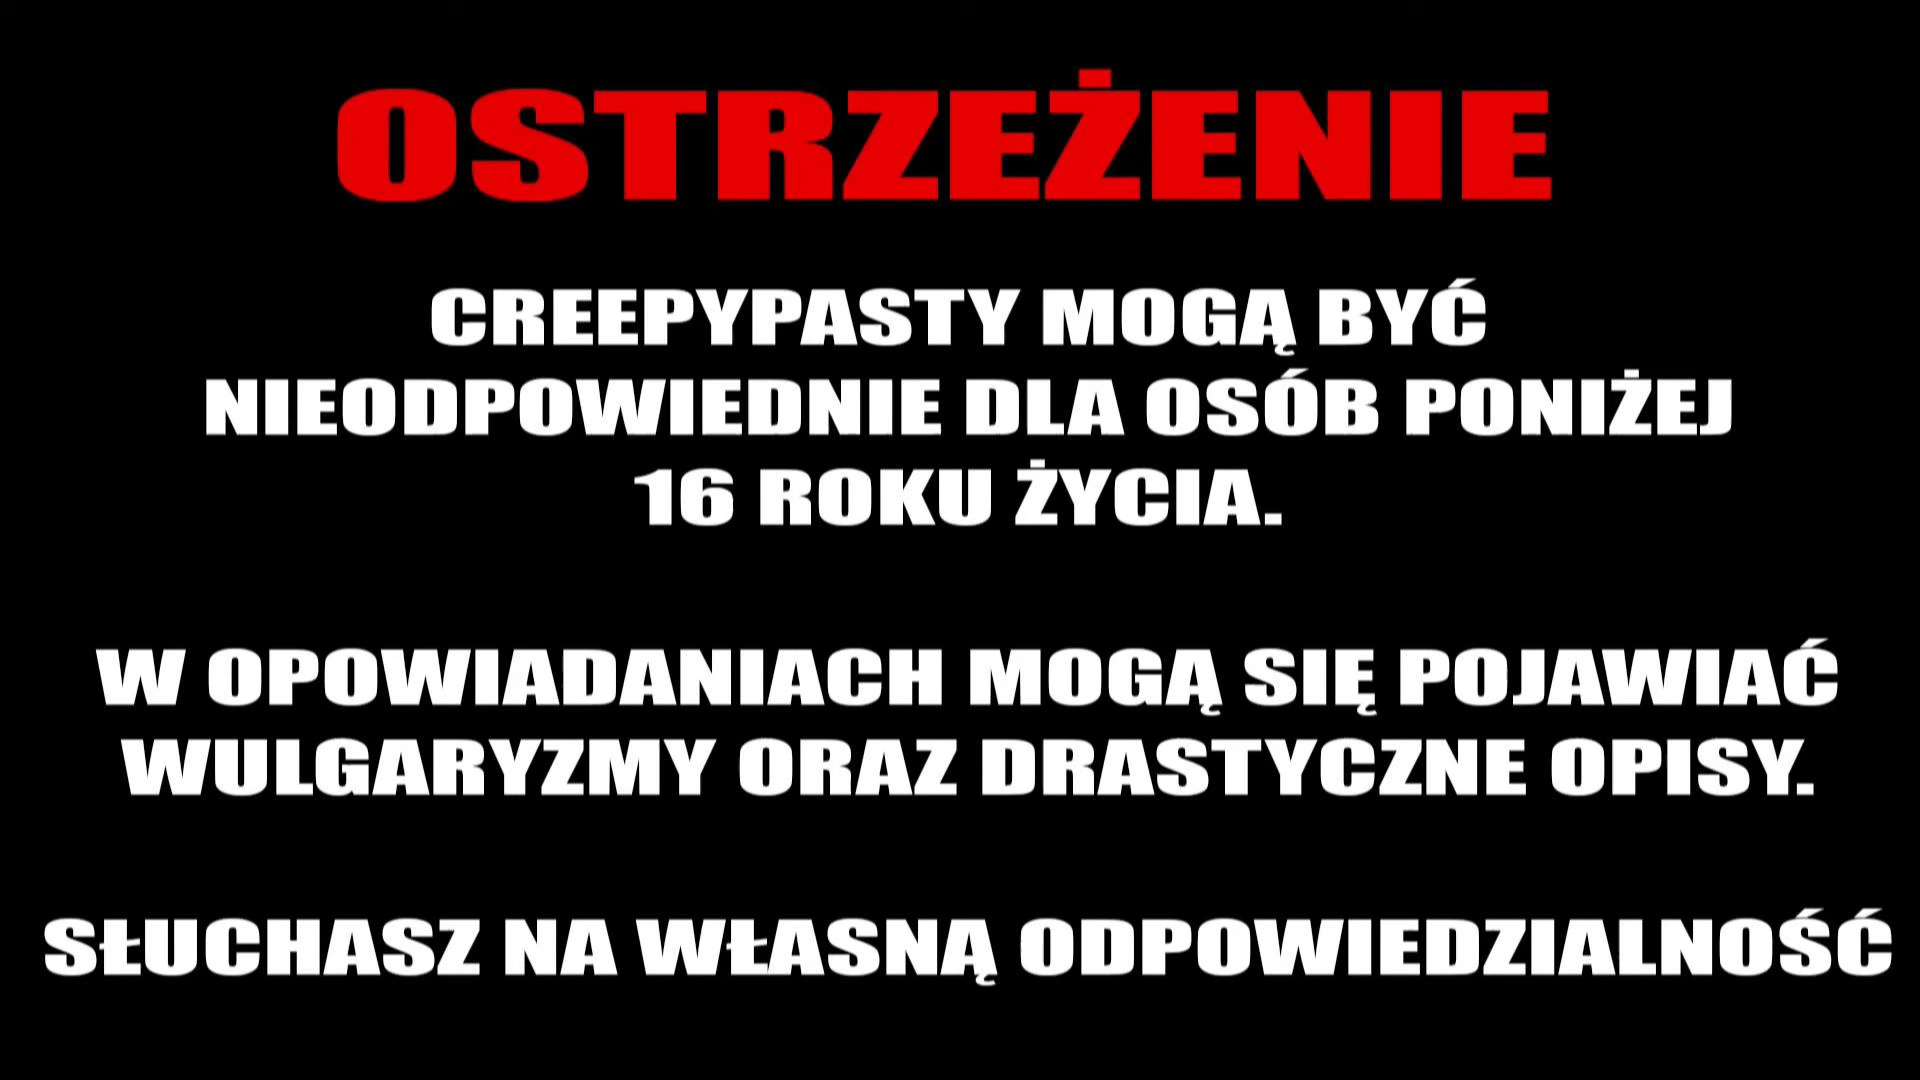 OSTRZEŻENIE
CREEPYPASTY MOGĄ BYĆ
NIEODPOWIEDNIE DLA OSÓB PONIŻEJ
16 ROKU ŻYCIA.
W OPOWIADANIACH MOGĄ SIĘ POJAWIAĆ
WULGARYZMY ORAZ DRASTYCZNE OPISY.
SŁUCHASZ NA WŁASNĄ ODPOWIEDZIALNOŚĆ